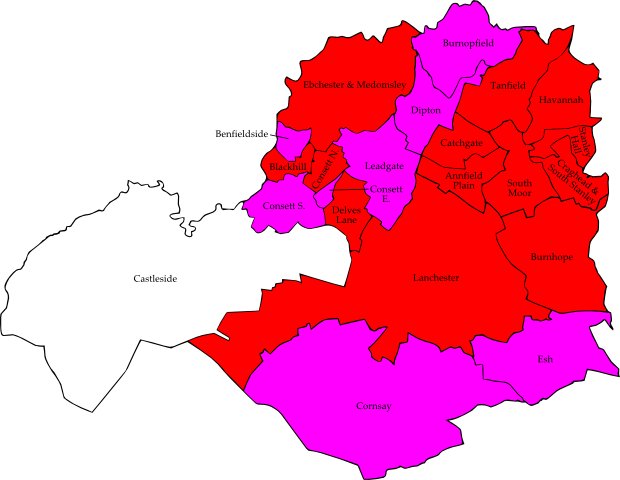 Burnopfield
Ebchester & Medomsley
Tanfield
Havannah
Dipton
Benfieldside
Catchgate
Stanley
Hall
Blackhill
Consett N.
Leadgate
Annfield
Plain
South
Moor
Craghead &
South Stanley
Consett
E.
Consett S.
Delves
Lane
Burnhope
Castleside
Lanchester
Esh
Cornsay